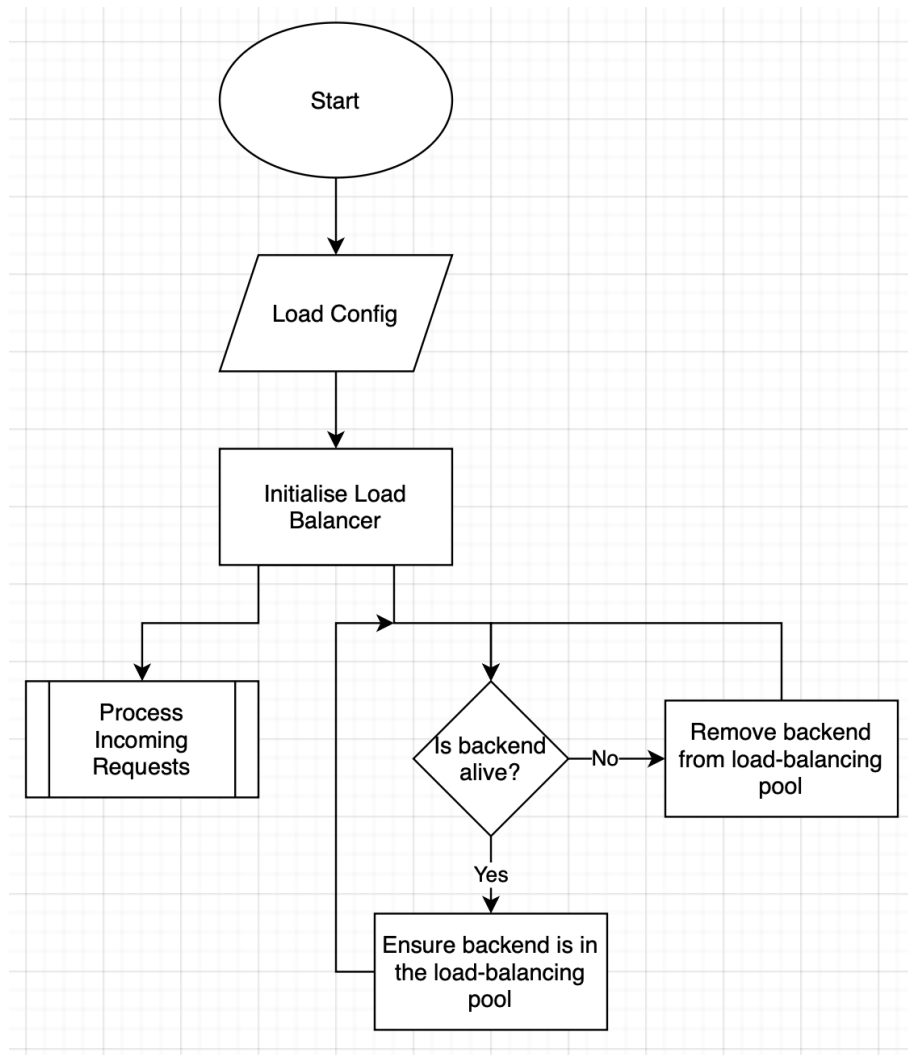 Start
Load Config
Initialise Load
Balancer
Process
Incoming
Requests
Is backend
alive?
No
Remove backend
from load-balancing
pool
Yes
Ensure backend is in
the load-balancing
pool